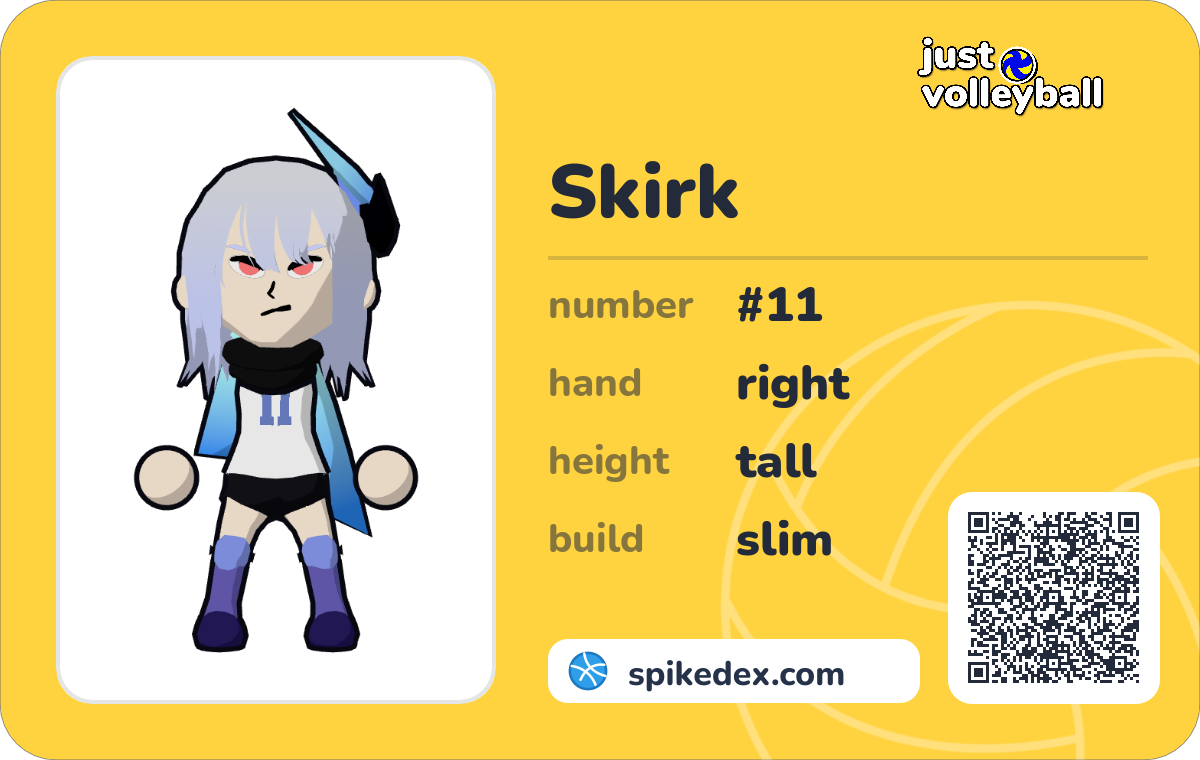 just
volleyball
Skirk
number #11
hand right
height tall
build slim
11
spikedex.com